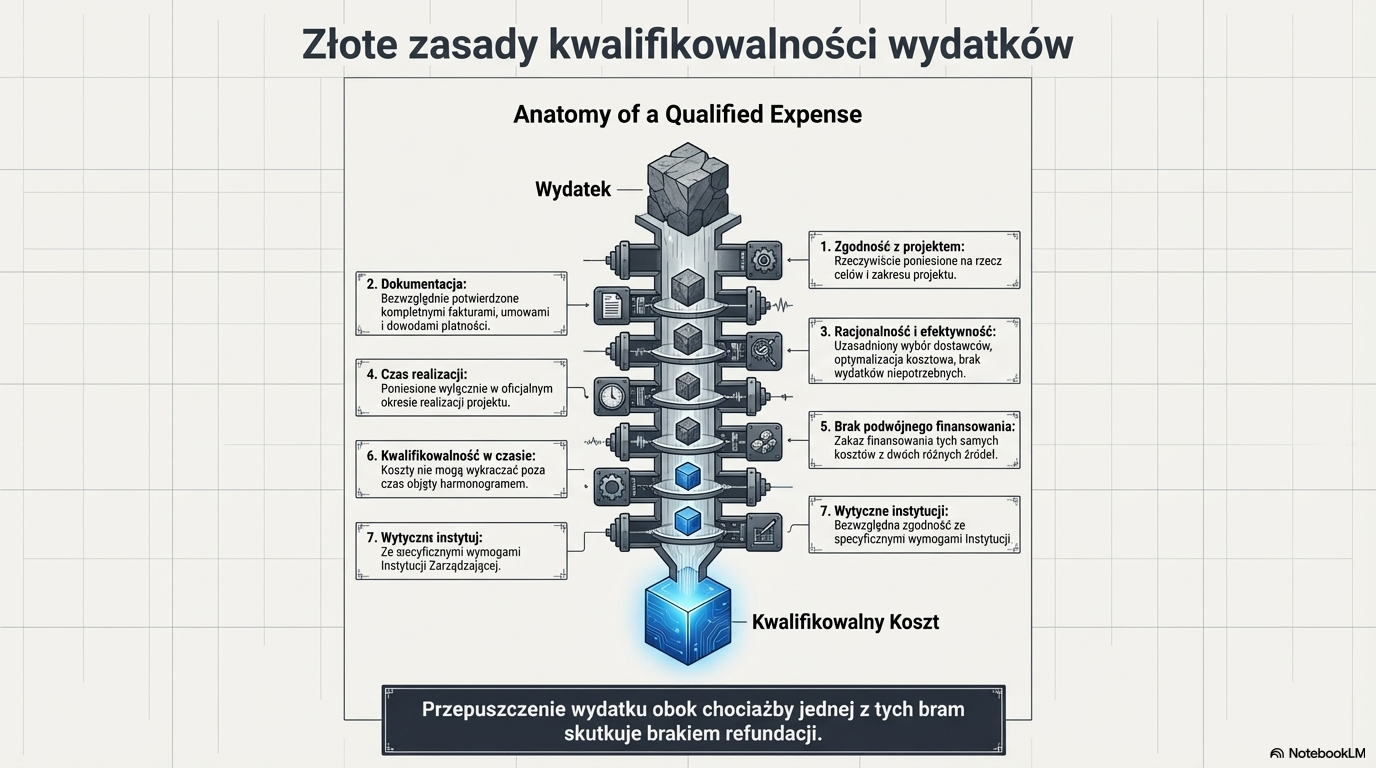 Złote zasady kwalifikowalności wydatków
Anatomy of a Qualified Expense
Wydatek
1. Zgodność z projektem:
Rzeczywiście poniesione na rzecz
celów i zakresu projektu.
2. Dokumentacja:
Bezwzględnie potwierdzone
kompletnymi fakturami, umowami
i dowodami płatności.
3. Racjonalność i efektywność:
Uzasadniony wybór dostawców,
optymalizacja kosztowa, brak
wydatków niepotrzebnych.
4. Czas realizacji:
Poniesione wyłęcznie w oficjalnym
okresie realizacji projektu.
5. Brak podwójnego finansowania:
Zakaz finansowania tych samych
kosztów z dwóch różnych źródeł.
6. Kwalifikowalność w czasie:
Koszty nie mogą wykraczać poza
czas objęty harmonogramem.
7. Wytyczne instytucji:
Bezwzględna zgodność ze
specyficznymi wymogami Instytucji
7. instytuj:
Ze wymogami
Instytucji Zarządzającej.
Kwalifikowalny Koszt
Przepuszczenie wydatku obok chociażby jednej z tych bram
skutkuje brakiem refundacji.
NotebookLM